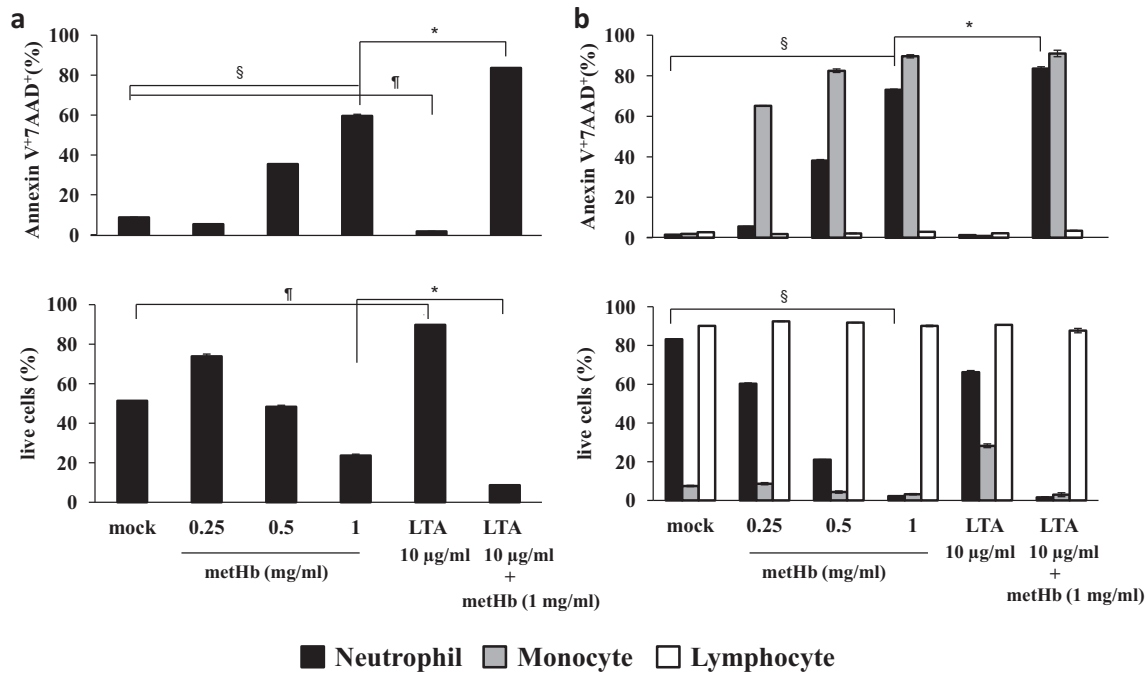 a
b
Annexin V+7AAD+(%)
100
80
60
40
20
0
§
¶
*
Anexin V+7AAD+(%)
100
80
60
40
20
0
§
*
live cells (%)
100
80
60
40
20
0
¶
*
mock 0.25 0.5 1 LTA LTA
10 µg/ml 10 µg/ml
metHb (mg/ml) +
metHb (1 mg/ml)
live cells (%)
100
80
60
40
20
0
§
mock 0.25 0.5 1 LTA LTA
10 µg/ml 10 µg/ml
metHb (mg/ml) +
metHb (1 mg/ml)
Neutrophil Monocyte Lymphocyte